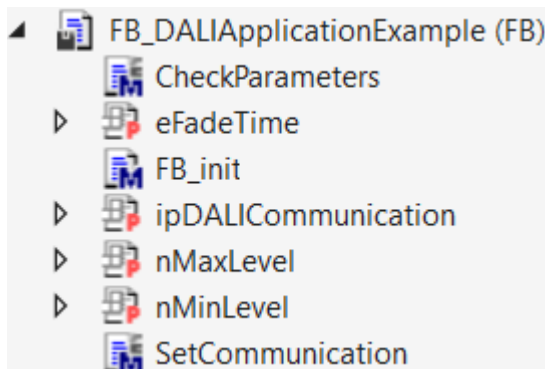 FB_DALIApplicationExample (FB)
CheckParameters
eFadeTime
FB_init
ipDALICommunication
nMaxLevel
nMinLevel
SetCommunication